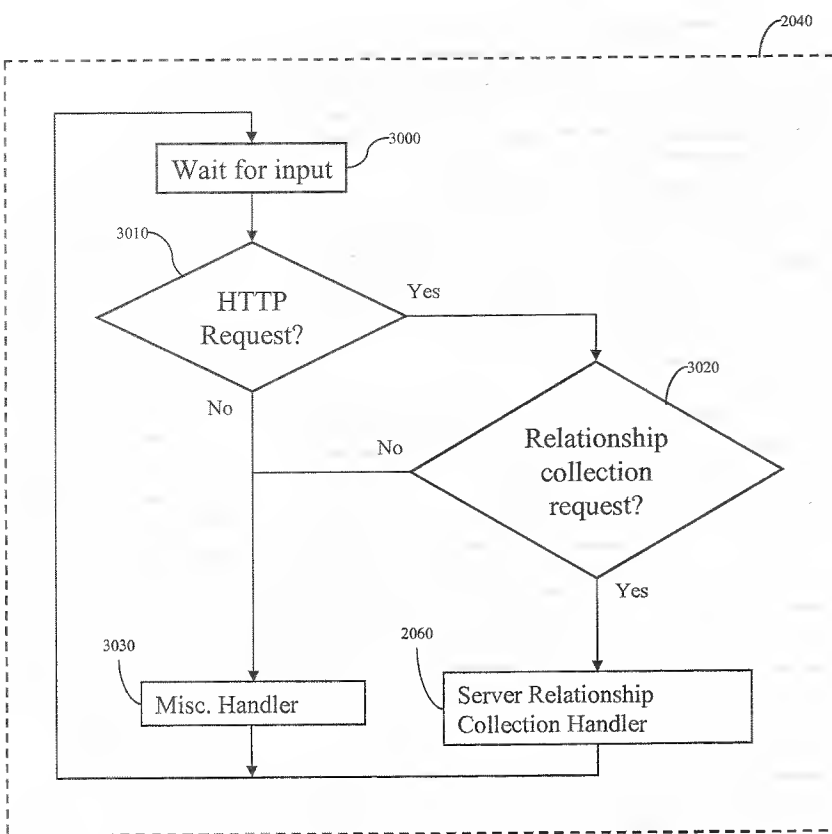 2040
Wait for input
3000
3010
HTTP
Request?
Yes
No
3020
Relationship
collection
request?
No
Yes
3030
Misc. Handler
2060
Server Relationship
Collection Handler